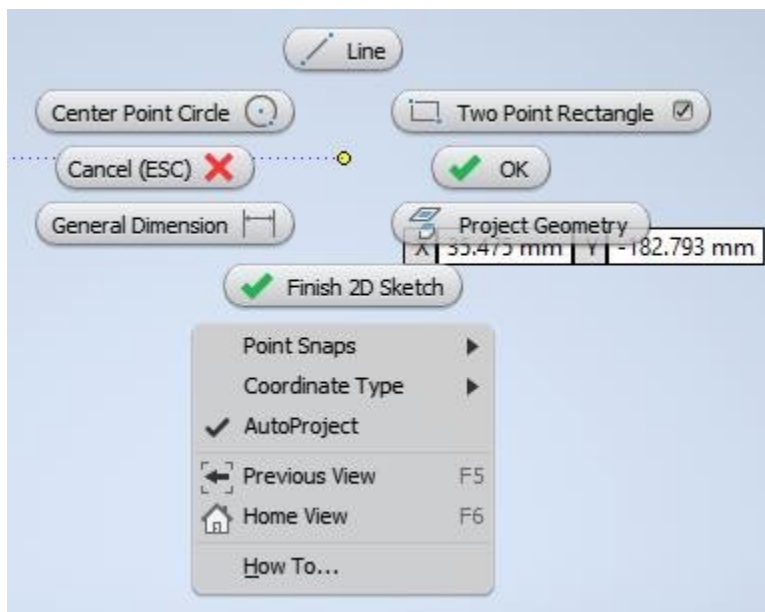 Line
Center Point Circle
Two Point Rectangle
Cancel (ESC)
OK
General Dimension
Project Geometry
X 35.475 mm Y -182.793 mm
Finish 2D Sketch
Point Snaps
Coordinate Type
AutoProject
Previous View F5
Home View F6
How To...